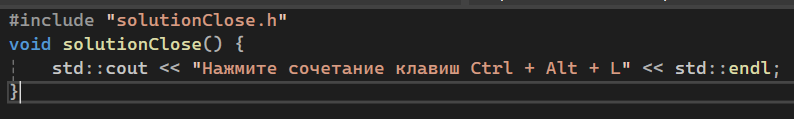 #include "solutionClose.h"
void solutionClose() {
std::cout << "Нажмите сочетание клавиш Ctrl + Alt + L" << std::endl;
}